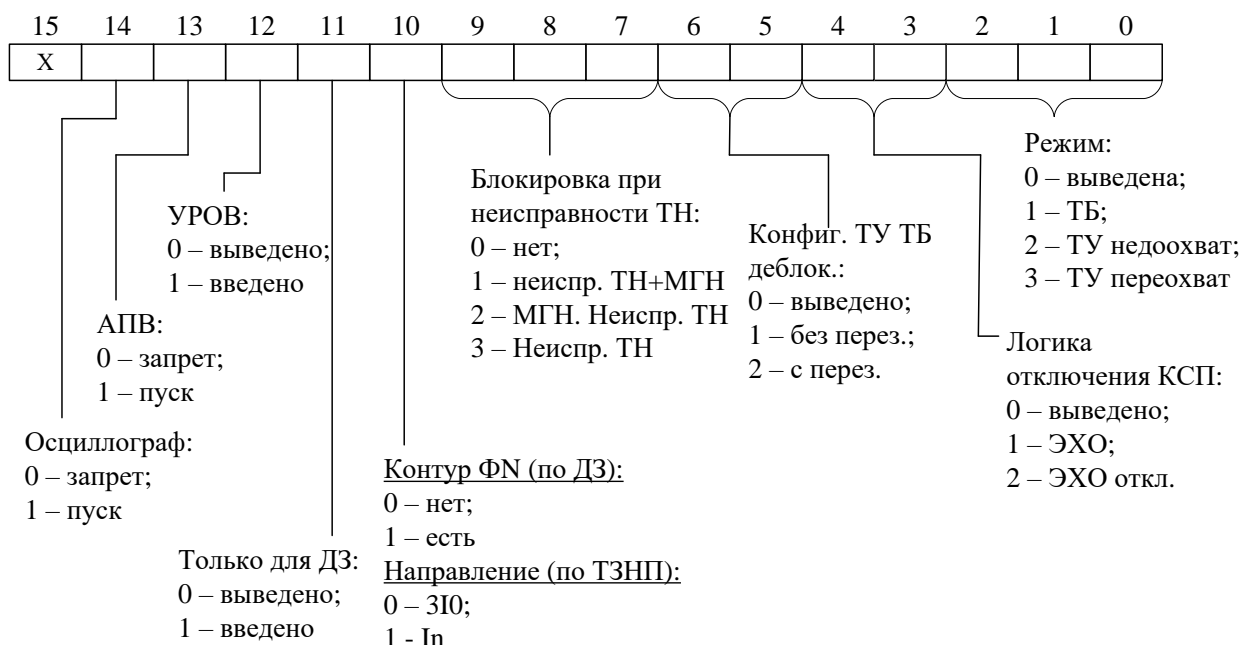 15 14 13 12 11 10 9 8 7 6 5 4 3 2 1 0
X
Режим:
0 – выведена;
1 – ТБ;
2 – ТУ недоохват;
3 – ТУ переохват
Блокировка при
неисправности ТН:
0 – нет;
1 – неиспр. ТН+МГН
2 – МГН. Неиспр. ТН
3 – Неиспр. ТН
УРОВ:
0 – выведено;
1 – введено
Конфиг. ТУ ТБ
деблок.:
0 – выведено;
1 – без перез.;
2 – с перез.
АПВ:
0 – запрет;
1 – пуск
Логика
отключения КСП:
0 – выведено;
1 – ЭХО;
2 – ЭХО откл.
Осциллограф:
0 – запрет;
1 – пуск
Контур ФN (по ДЗ):
0 – нет;
1 – есть
Направление (по ТЗНП):
0 – 3I0;
1 - In
Только для ДЗ:
0 – выведено;
1 – введено